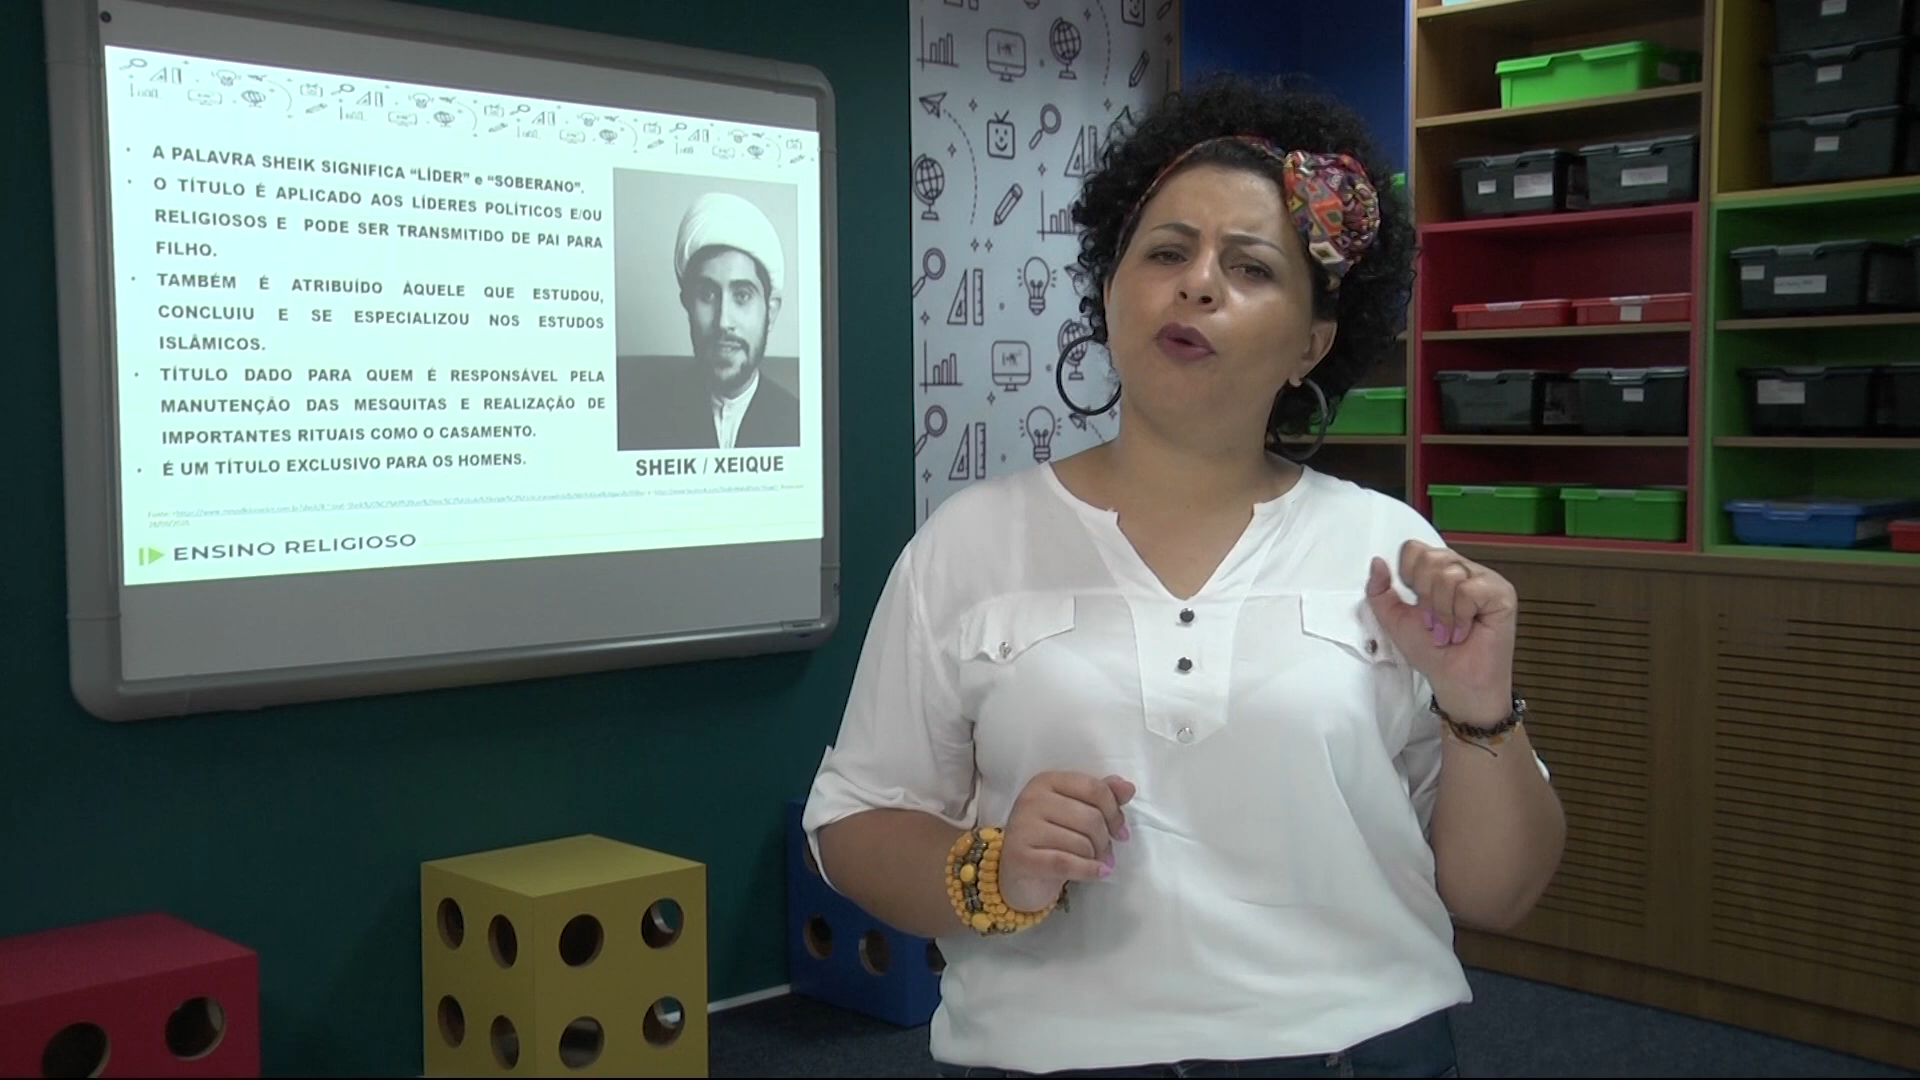 A PALAVRA SHEIK SIGNIFICA “LÍDER” e “SOBERANO”.
O TÍTULO É APLICADO AOS LÍDERES POLÍTICOS E/OU
RELIGIOSOS E PODE SER TRANSMITIDO DE PAI PARA
FILHO.
TAMBÉM É ATRIBUÍDO ÀQUELE QUE ESTUDOU,
CONCLUIU E SE ESPECIALIZOU NOS ESTUDOS
ISLÂMICOS.
TÍTULO DADO PARA QUEM É RESPONSÁVEL PELA
MANUTENÇÃO DAS MESQUITAS E REALIZAÇÃO DE
IMPORTANTES RITUAIS COMO O CASAMENTO.
É UM TÍTULO EXCLUSIVO PARA OS HOMENS.
SHEIK / XEIQUE
Fonte:
ENSINO RELIGIOSO